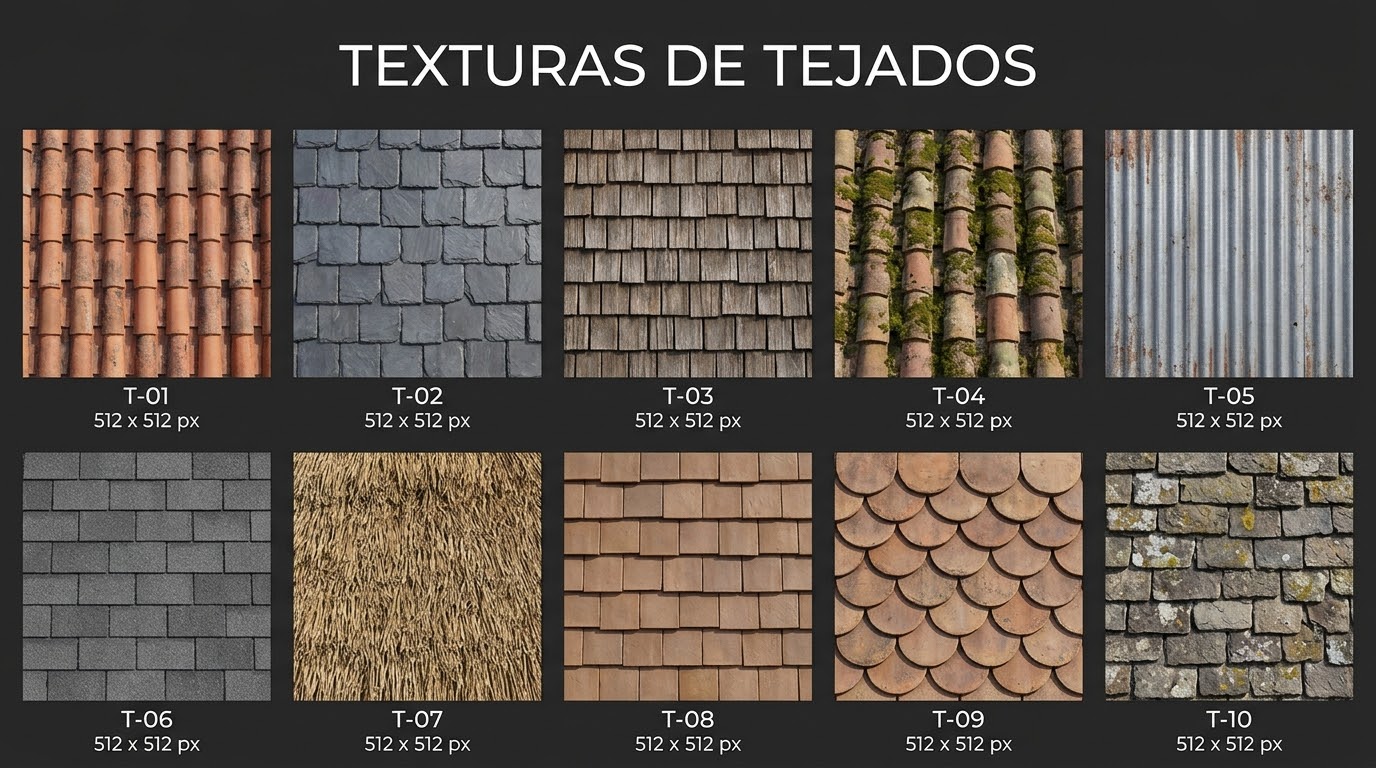 TEXTURAS DE TEJADOS
T-01
512 x 512 px
T-02
512 x 512 px
T-03
512 x 512 px
T-04
512 x 512 px
T-05
512 x 512 px
T-06
512 x 512 px
T-07
512 x 512 px
T-08
512 x 512 px
T-09
512 x 512 px
T-10
512 x 512 px